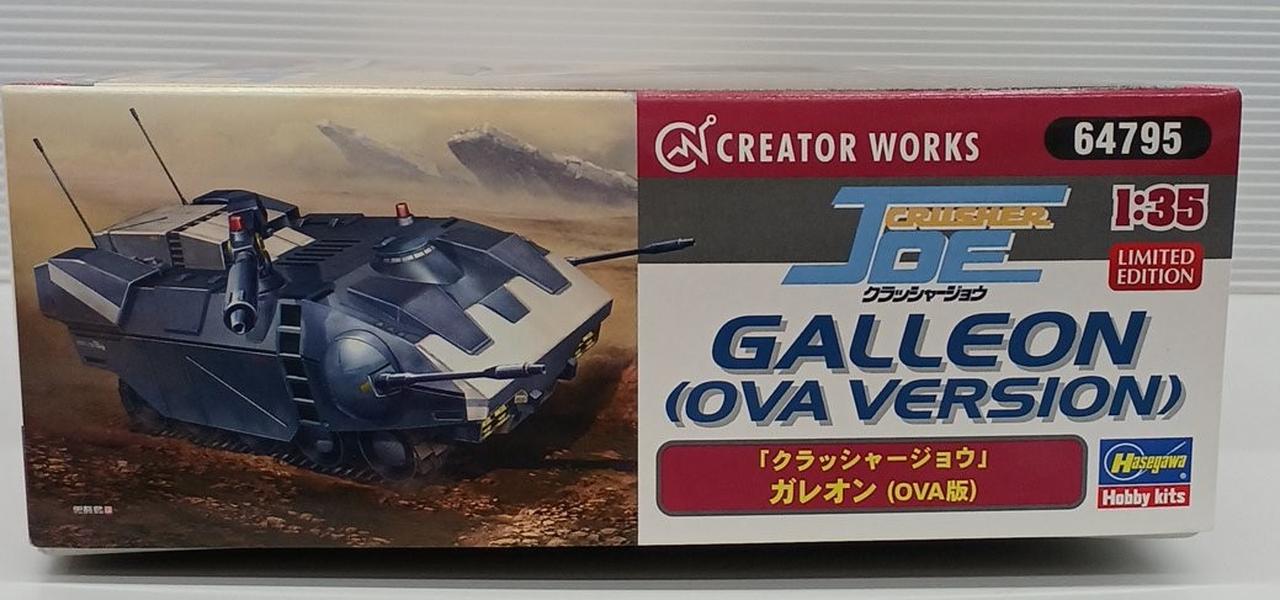 CREATOR WORKS
64795
CRUSHER
JOE
クラッシャージョウ
1:35
LIMITED
EDITION
GALLEON
(OVA VERSION)
「クラッシャージョウ」
ガレオン (OVA版)
Hasegawa
Hobby kits